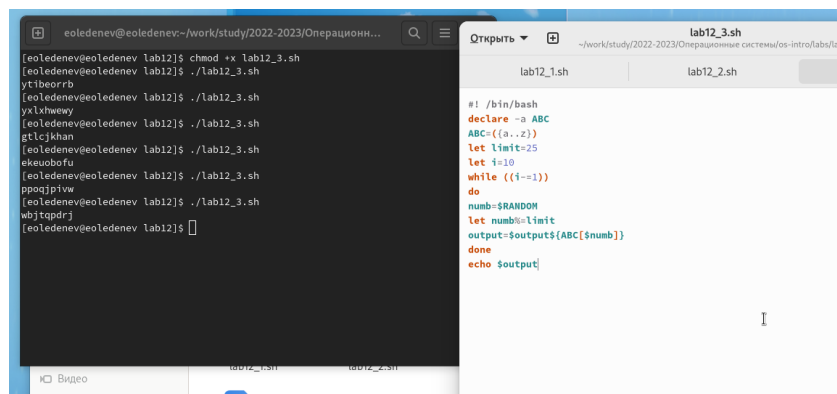 eoledenev@eoledenev:~/work/study/2022-2023/Операционн...
[eoledenev@eoledenev lab12]$ chmod +x lab12_3.sh
[eoledenev@eoledenev lab12]$ ./lab12_3.sh
ytibeorrb
[eoledenev@eoledenev lab12]$ ./lab12_3.sh
yxlxhwewy
[eoledenev@eoledenev lab12]$ ./lab12_3.sh
gtlcjkhan
[eoledenev@eoledenev lab12]$ ./lab12_3.sh
ekeuobofu
[eoledenev@eoledenev lab12]$ ./lab12_3.sh
ppoqjpivw
[eoledenev@eoledenev lab12]$ ./lab12_3.sh
wbjtqpdrj
[eoledenev@eoledenev lab12]$
lab12_1.sh lab12_2.sh
Видео
Открыть
lab12_3.sh
~/work/study/2022-2023/Операционные системы/os-intro/labs/la
lab12_1.sh lab12_2.sh
#! /bin/bash
declare -a ABC
ABC=({a..z})
let limit=25
let i=10
while ((i-=1))
do
numb=$RANDOM
let numb%=limit
output=$output${ABC[$numb]}
done
echo $output